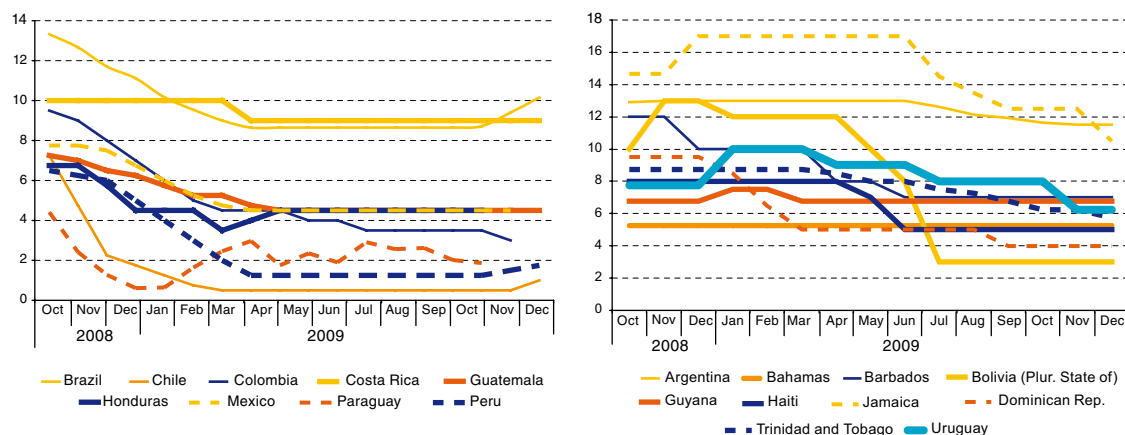 14
12
10
8
6
4
2
0
Oct Nov Dec Jan Feb Mar Apr May Jun Jul Aug Sep Oct Nov Dec
2008 2009
Brazil Chile Colombia Costa Rica Guatemala
Honduras Mexico Paraguay Peru
18
16
14
12
10
8
6
4
2
0
Oct Nov Dec Jan Feb Mar Apr May Jun Jul Aug Sep Oct Nov Dec
2008 2009
Argentina Bahamas Barbados Bolivia (Plur. State of)
Guyana Haiti Jamaica Dominican Rep.
Trinidad and Tobago Uruguay